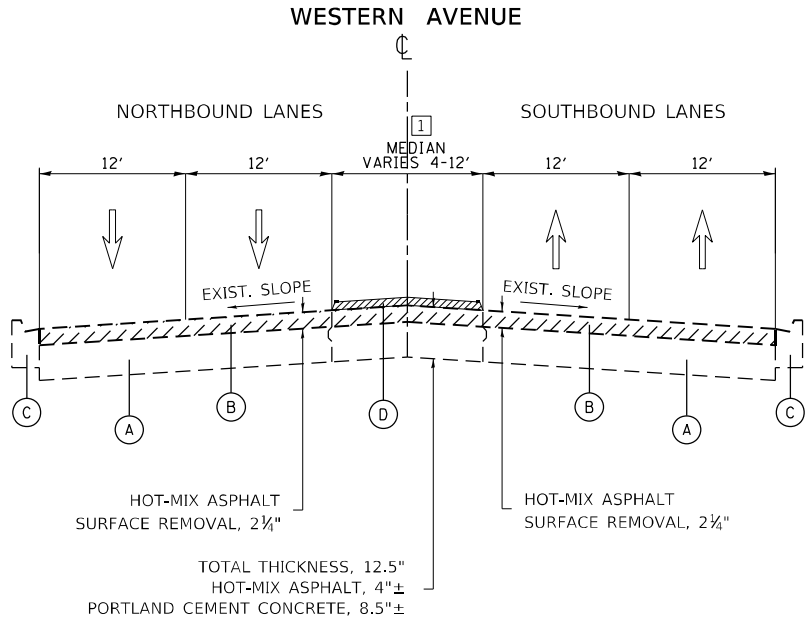 WESTERN AVENUE
℄
NORTHBOUND LANES
SOUTHBOUND LANES
1
MEDIAN
VARIES 4-12'
12'
12'
12'
12'
EXIST. SLOPE
EXIST. SLOPE
C
A
B
D
B
A
C
HOT-MIX ASPHALT
SURFACE REMOVAL, 2¼"
HOT-MIX ASPHALT
SURFACE REMOVAL, 2¼"
TOTAL THICKNESS, 12.5"
HOT-MIX ASPHALT, 4"±
PORTLAND CEMENT CONCRETE, 8.5"±